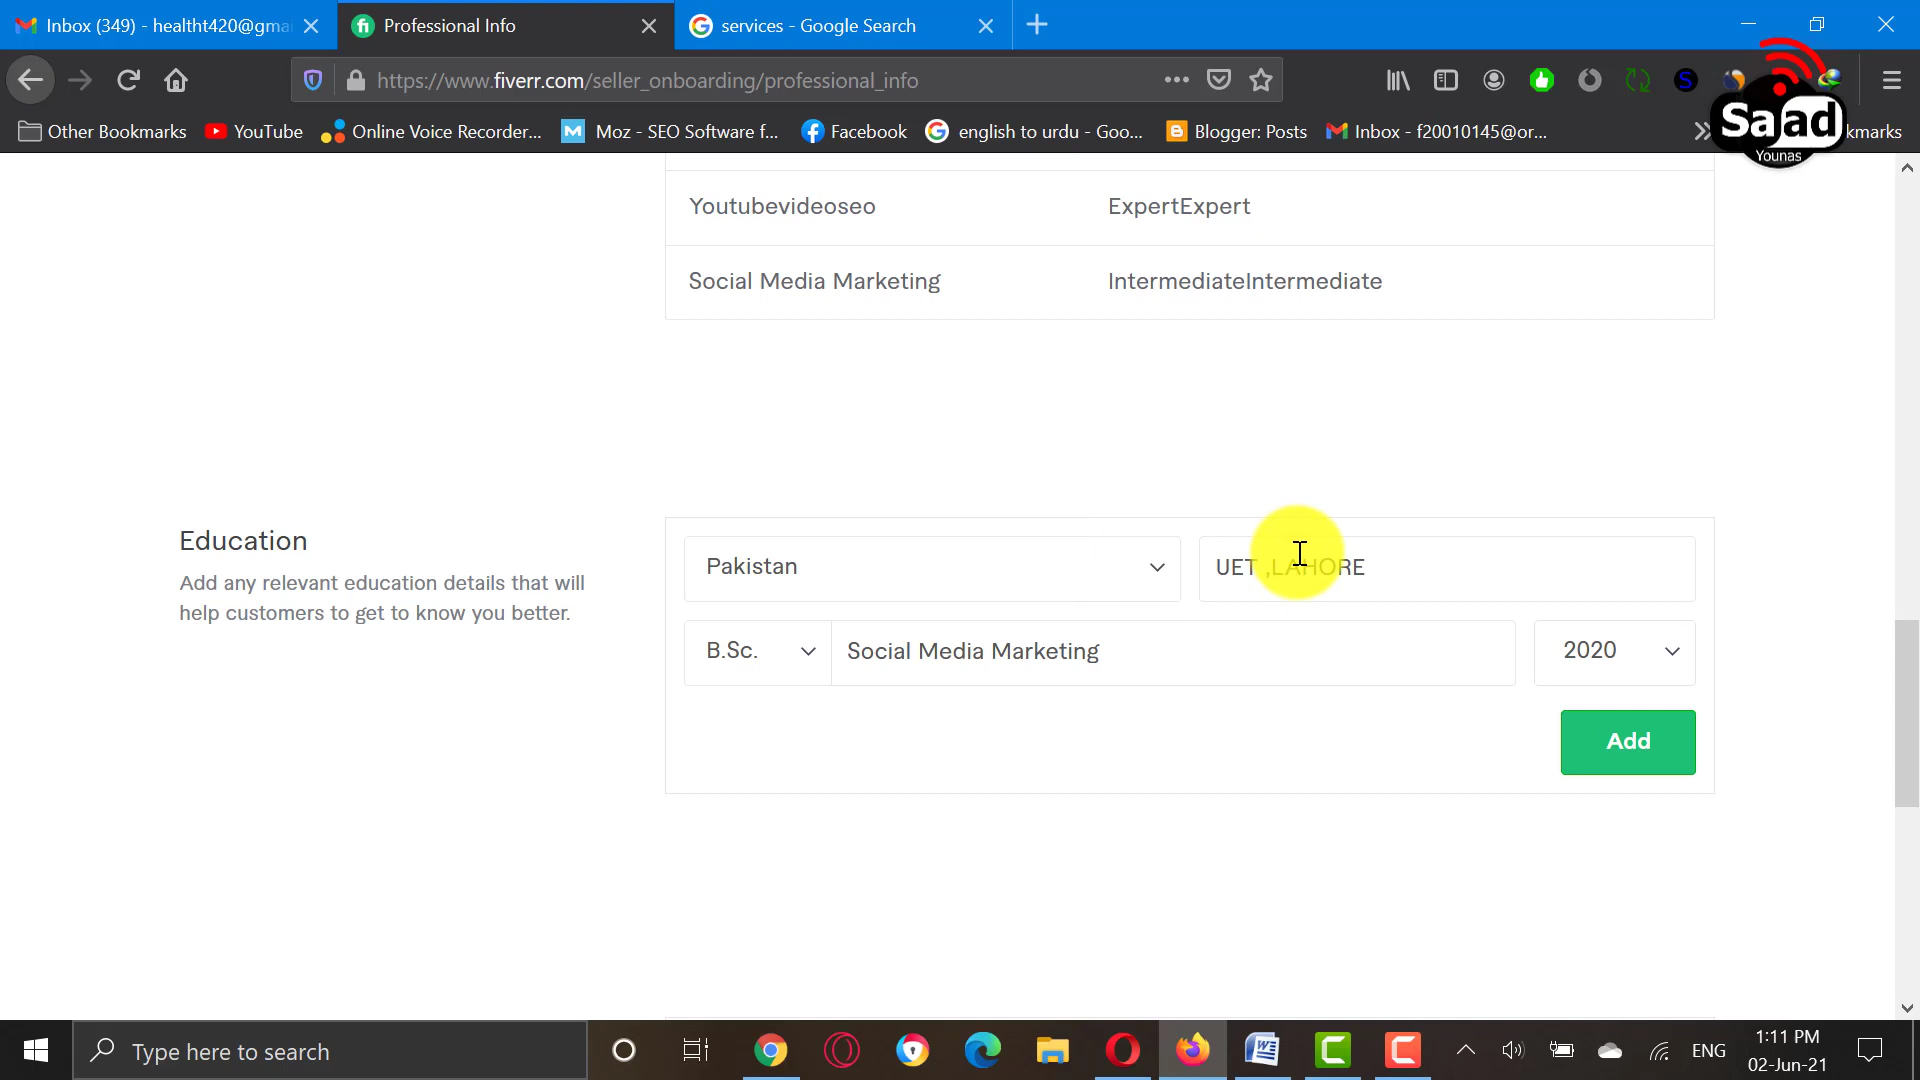 Inbox (349) - healtht420@gma
Professional Info
services - Google Search
https://www.fiverr.com/seller_onboarding/professional_info
Other Bookmarks
YouTube
Online Voice Recorder...
Moz - SEO Software f...
Facebook
english to urdu - Goo...
Blogger: Posts
Inbox - f20010145@or...
kmarks
Saad
Younas
Youtubevideoseo
ExpertExpert
Social Media Marketing
IntermediateIntermediate
Education
Add any relevant education details that will
help customers to get to know you better.
Pakistan
UET ,LAHORE
B.Sc.
Social Media Marketing
2020
Add
Type here to search
ENG
1:11 PM
02-Jun-21